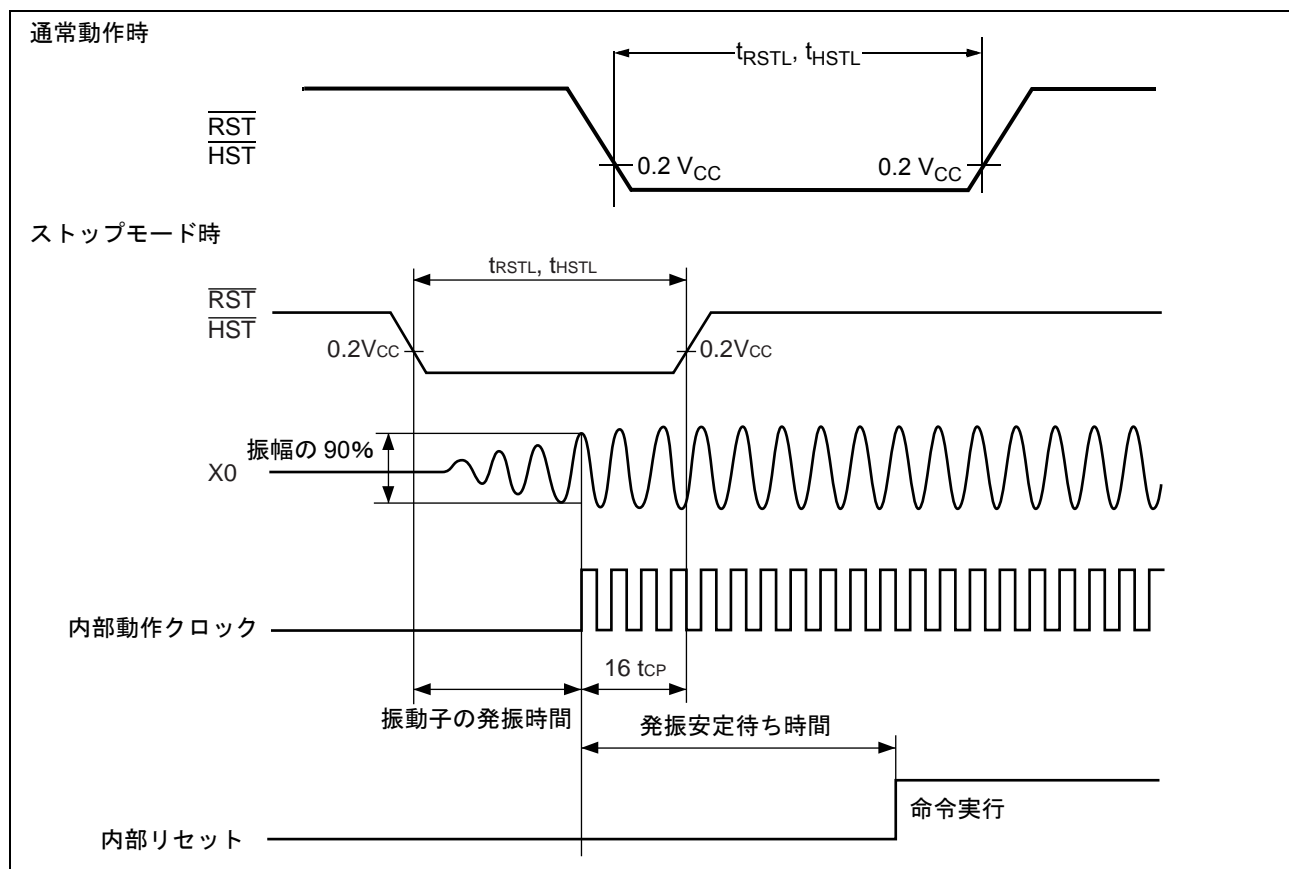 通常動作時
tRSTL, tHSTL
RST
HST
0.2 VCC
0.2 VCC
ストップモード時
tRSTL, tHSTL
RST
HST
0.2VCC
0.2VCC
振幅の 90%
X0
内部動作クロック
16 tCP
振動子の発振時間
発振安定待ち時間
命令実行
内部リセット